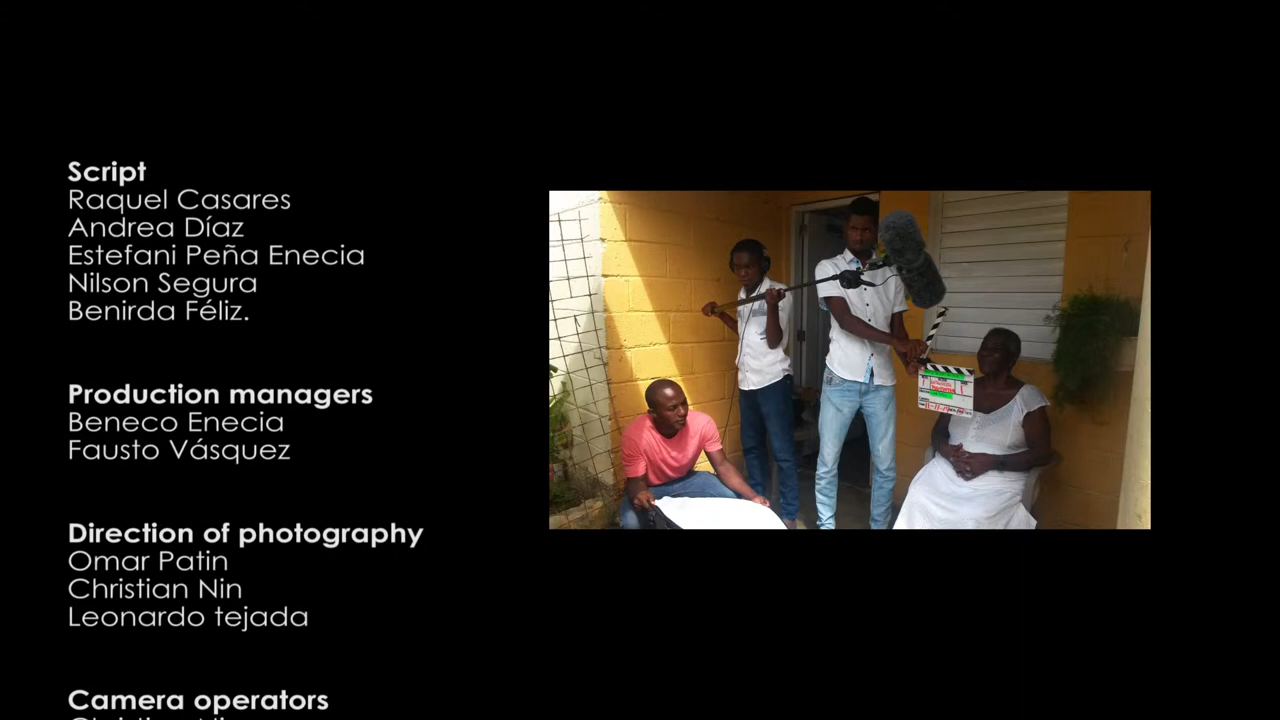 Script
Raquel Casares
Andrea Díaz
Estefani Peña Enecia
Nilson Segura
Benirda Féliz.
Production managers
Beneco Enecia
Fausto Vásquez
Direction of photography
Omar Patin
Christian Nin
Leonardo tejada
Camera operators